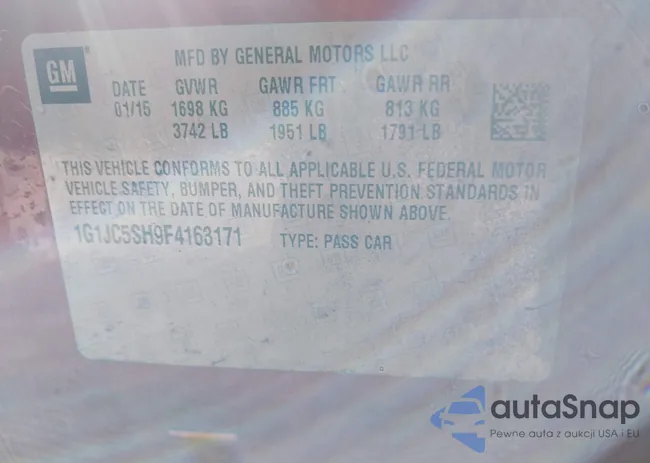 GM
MFD BY GENERAL MOTORS LLC
DATE GVWR GAWR FRT GAWR RR
01/15 1698 KG 885 KG 813 KG
3742 LB 1951 LB 1791 LB
THIS VEHICLE CONFORMS TO ALL APPLICABLE U.S. FEDERAL MOTOR
VEHICLE SAFETY, BUMPER, AND THEFT PREVENTION STANDARDS IN
EFFECT ON THE DATE OF MANUFACTURE SHOWN ABOVE.
1G1JC5SH9F4163171 TYPE: PASS CAR
autaSnap
Pewne auta z aukcji USA i EU